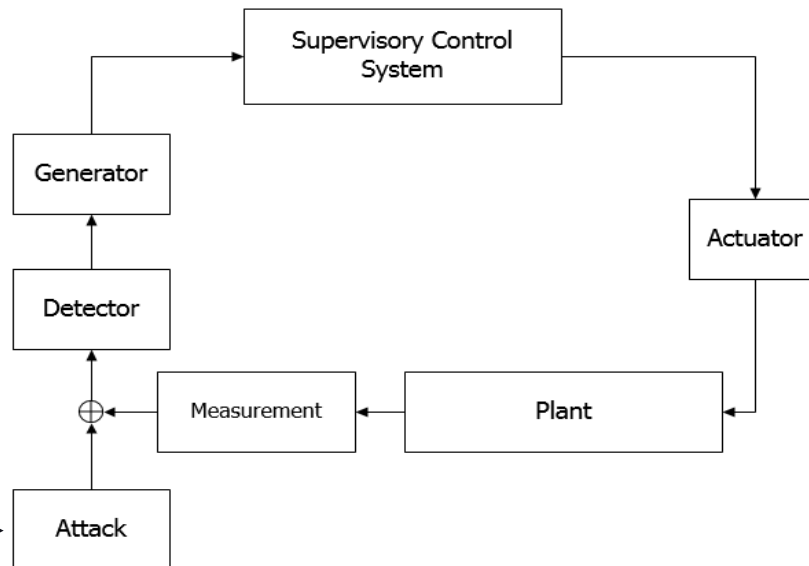 Supervisory Control
System
Generator
Actuator
Detector
Measurement
Plant
Attack